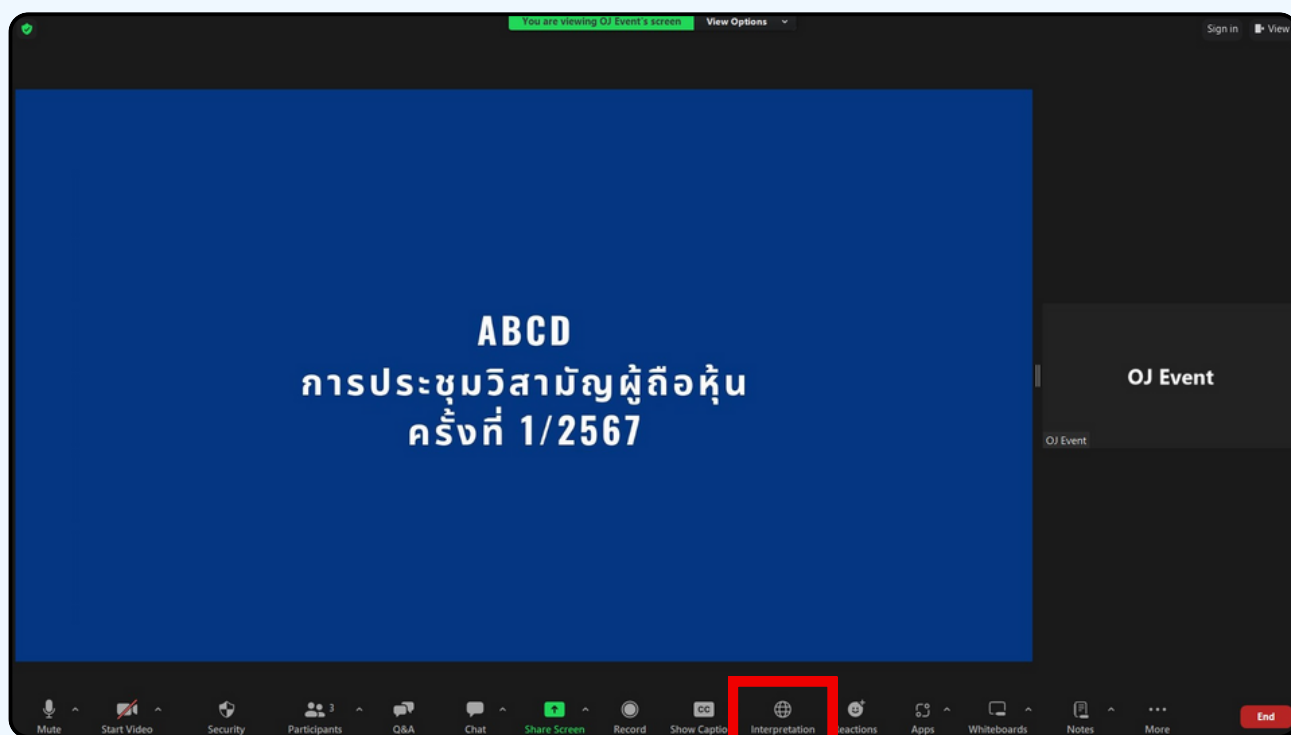 You are viewing OJ Event's screen View Options
Sign in View
ABCD
การประชุมวิสามัญผู้ถือหุ้น
ครั้งที่ 1/2567
OJ Event
OJ Event
3
CC
Mute Start Video Security Participants Q&A Chat Share Screen Record Show Captio Interpretation eactions Apps Whiteboards Notes More End